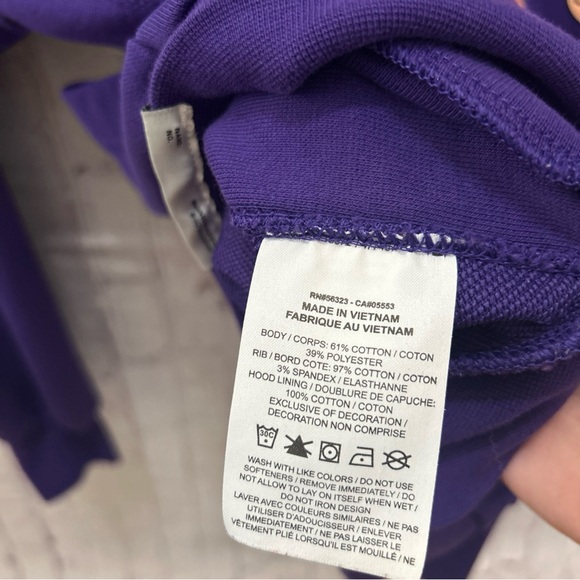 RN#56323 - CA#05553
MADE IN VIETNAM
FABRIQUE AU VIETNAM
BODY / CORPS: 61% COTTON / COTON
39% POLYESTER
RIB / BORD COTE: 97% COTTON / COTON
3% SPANDEX / ELASTHANNE
HOOD LINING / DOUBLURE DE CAPUCHE:
100% COTTON / COTON
EXCLUSIVE OF DECORATION /
DECORATION NON COMPRISE
30C
WASH WITH LIKE COLORS / DO NOT USE
SOFTENERS / REMOVE IMMEDIATELY / DO
NOT ALLOW TO LAY ON ITSELF WHEN WET /
DO NOT IRON DESIGN
LAVER AVEC COULEURS SIMILAIRES / NE PAS
UTILISER D'ADOUCISSEUR / ENLEVER
IMMÉDIATEMENT / NE PAS LAISSER LE
VÊTEMENT PLIÉ LORSQU'IL EST MOUILLÉ / NE